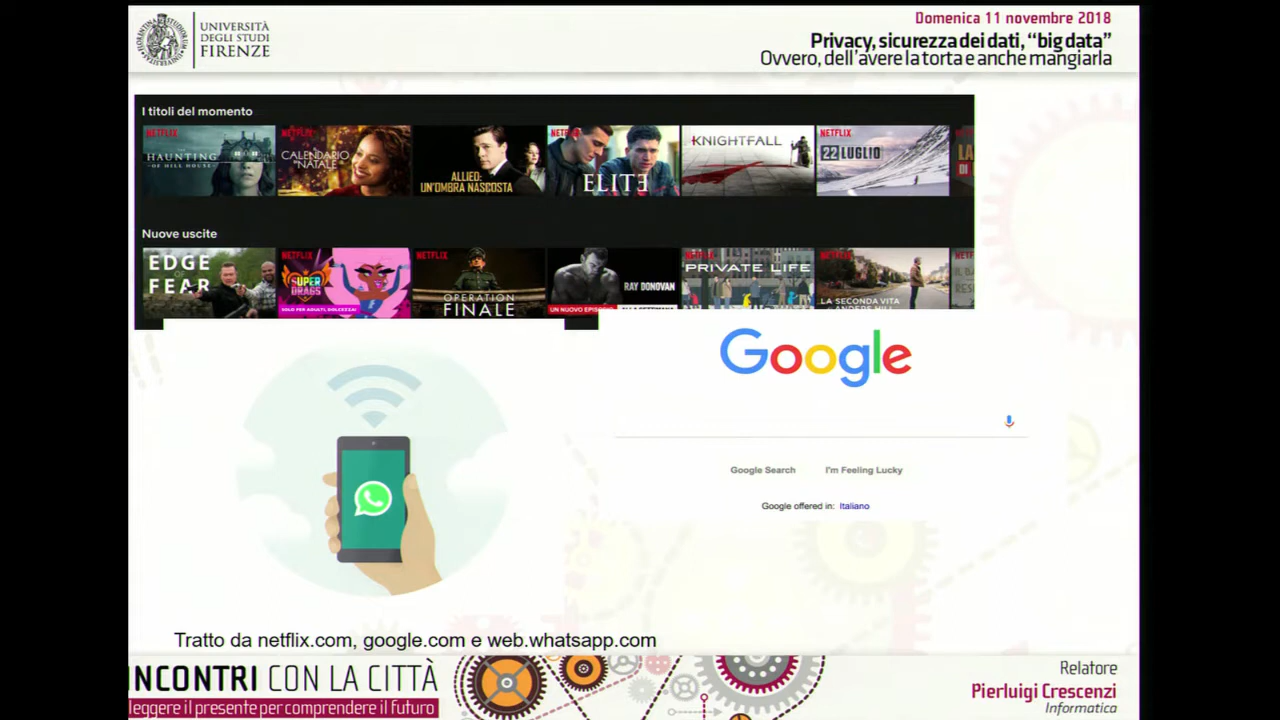 UNIVERSITÀ
DEGLI STUDI
FIRENZE
Domenica 11 novembre 2018
Privacy, sicurezza dei dati, “big data”
Ovvero, dell’avere la torta e anche mangiarla
I titoli del momento
NETFLIX
THE
HAUNTING
OF HILL HOUSE
NETFLIX
CALENDARIO
DI NATALE
ALLIED:
UN'OMBRA NASCOSTA
NETFLIX
ELITE
KNIGHTFALL
NETFLIX
22 LUGLIO
Nuove uscite
EDGE
OF
FEAR
NETFLIX
SUPER
DRAGS
SOLO PER ADULTI, DOLCEZZA!
NETFLIX
OPERATION
FINALE
RAY DONOVAN
NETFLIX
PRIVATE LIFE
NETFLIX
LA SECONDA VITA
Google
Google Search I'm Feeling Lucky
Google offered in: Italiano
Tratto da netflix.com, google.com e web.whatsapp.com
NCONTRI CON LA CITTÀ
leggere il presente per comprendere il futuro
Relatore
Pierluigi Crescenzi
Informatica